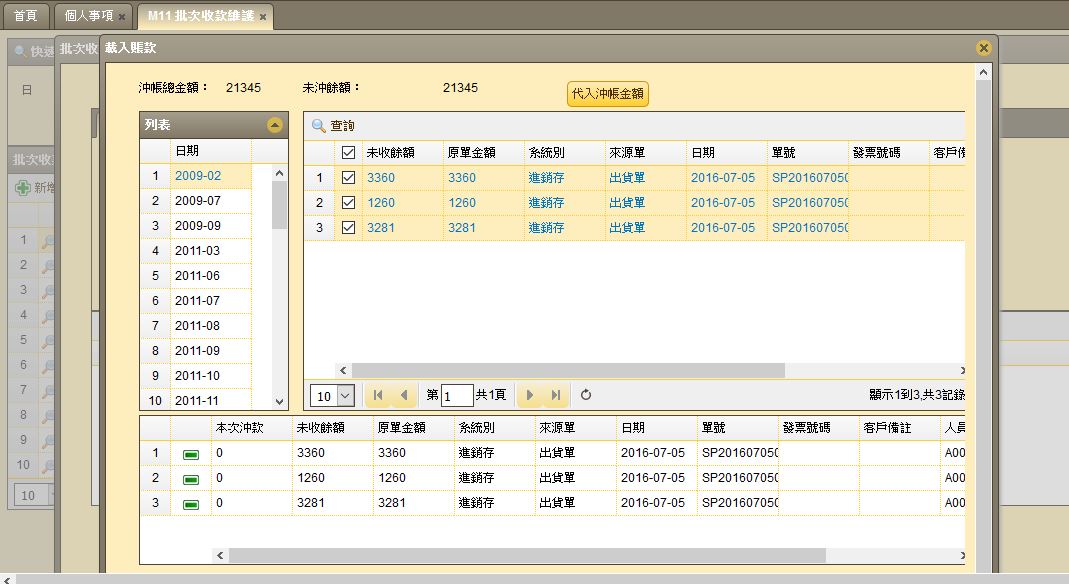 首頁 個人事項 × M11 批次收款維護 ×
快速
批次收
載入賬款
日
沖帳總金額： 21345 未沖餘額： 21345 代入沖帳金額
批次收
新增
1
2
3
4
5
6
7
8
9
10
10
列表
日期
1 2009-02
2 2009-07
3 2009-09
4 2011-03
5 2011-06
6 2011-07
7 2011-08
8 2011-09
9 2011-10
10 2011-11
查詢
未收餘額 原單金額 系統別 來源單 日期 單號 發票號碼 客戶備
1 3360 3360 進銷存 出貨單 2016-07-05 SP20160705
2 1260 1260 進銷存 出貨單 2016-07-05 SP20160705
3 3281 3281 進銷存 出貨單 2016-07-05 SP20160705
10 第 1 共1頁 顯示1到3,共3記錄
本次沖款 未收餘額 原單金額 系統別 來源單 日期 單號 發票號碼 客戶備註 人員
1 0 3360 3360 進銷存 出貨單 2016-07-05 SP20160705 A00
2 0 1260 1260 進銷存 出貨單 2016-07-05 SP20160705 A00
3 0 3281 3281 進銷存 出貨單 2016-07-05 SP20160705 A00